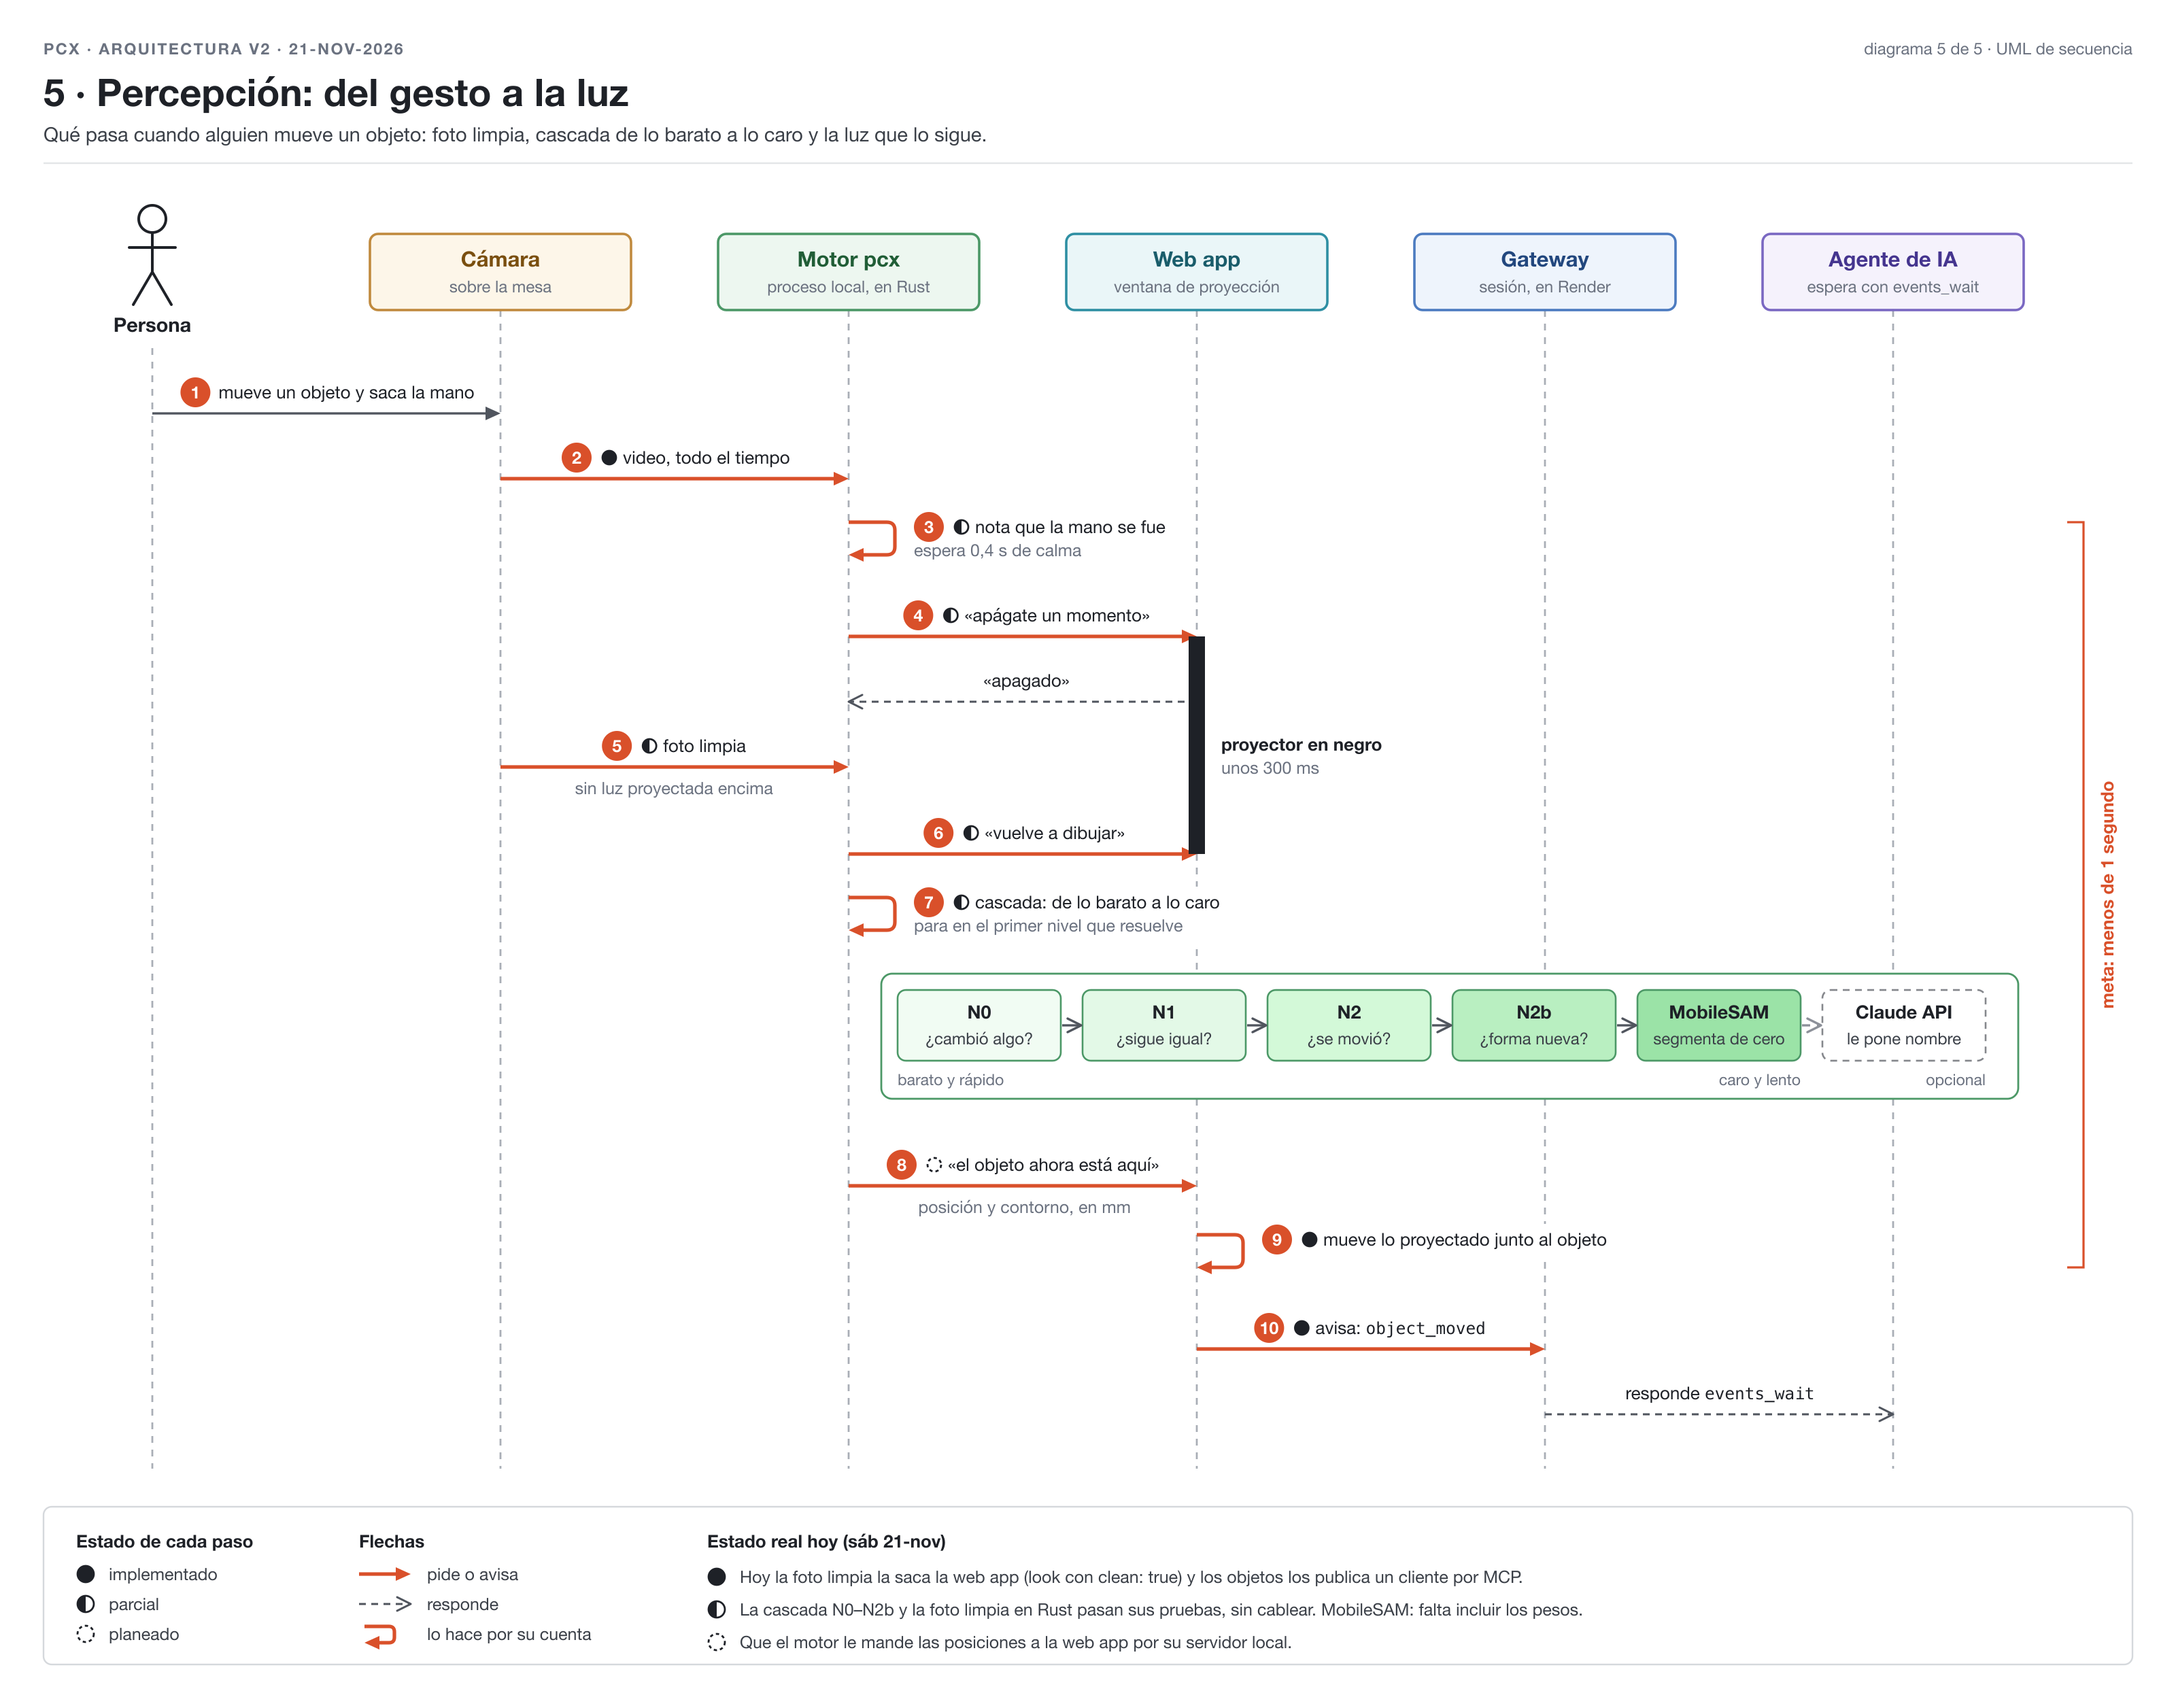 PCX · ARQUITECTURA V2 · 21-NOV-2026
diagrama 5 de 5 · UML de secuencia
5 · Percepción: del gesto a la luz
Qué pasa cuando alguien mueve un objeto: foto limpia, cascada de lo barato a lo caro y la luz que lo sigue.
Persona
Cámara
sobre la mesa
Motor pcx
proceso local, en Rust
Web app
ventana de proyección
Gateway
sesión, en Render
Agente de IA
espera con events_wait
1 mueve un objeto y saca la mano
2 video, todo el tiempo
3 nota que la mano se fue
espera 0,4 s de calma
4 «apágate un momento»
«apagado»
5 foto limpia
sin luz proyectada encima
proyector en negro
unos 300 ms
6 «vuelve a dibujar»
7 cascada: de lo barato a lo caro
para en el primer nivel que resuelve
N0
¿cambió algo?
N1
¿sigue igual?
N2
¿se movió?
N2b
¿forma nueva?
MobileSAM
segmenta de cero
Claude API
le pone nombre
barato y rápido
caro y lento
opcional
8 «el objeto ahora está aquí»
posición y contorno, en mm
9 mueve lo proyectado junto al objeto
10 avisa: object_moved
responde events_wait
meta: menos de 1 segundo
Estado de cada paso
implementado
parcial
planeado
Flechas
pide o avisa
responde
lo hace por su cuenta
Estado real hoy (sáb 21-nov)
Hoy la foto limpia la saca la web app (look con clean: true) y los objetos los publica un cliente por MCP.
La cascada N0–N2b y la foto limpia en Rust pasan sus pruebas, sin cablear. MobileSAM: falta incluir los pesos.
Que el motor le mande las posiciones a la web app por su servidor local.